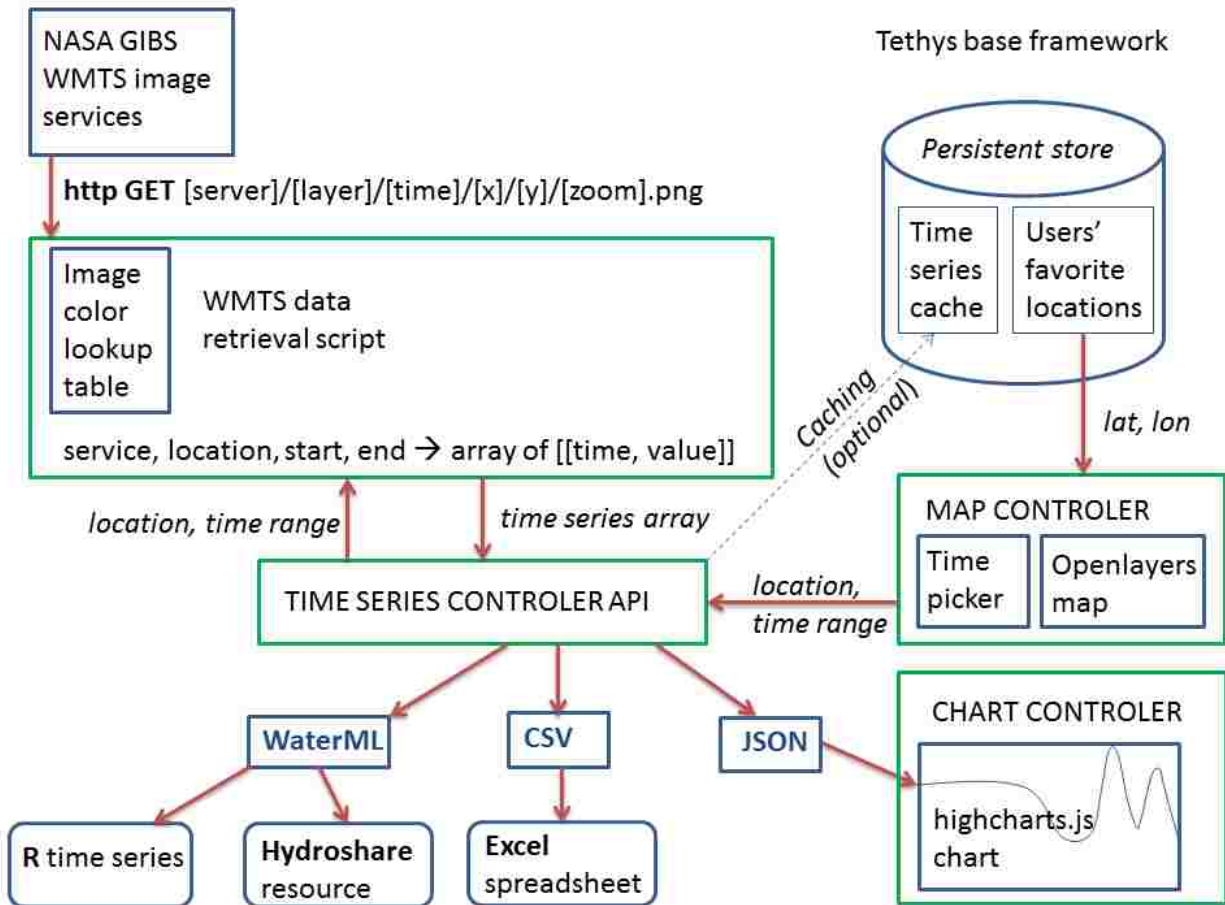 NASA GIBS
WMTS image
services
Tethys base framework
Persistent store
Time
series
cache
Users'
favorite
locations
http GET [server]/[layer]/[time]/[x]/[y]/[zoom].png
Image
color
lookup
table
WMTS data
retrieval script
service, location, start, end → array of [[time, value]]
Caching
(optional)
lat, lon
location, time range
time series array
MAP CONTROLER
Time
picker
Openlayers
map
location,
time range
TIME SERIES CONTROLER API
WaterML
CSV
JSON
CHART CONTROLER
highcharts.js
chart
R time series
Hydroshare
resource
Excel
spreadsheet